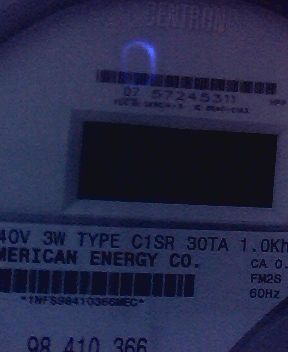 CENTRON
07 57245311
40V 3W TYPE C1SR 30TA 1.0Kh
MERICAN ENERGY CO.
CA 0.
FM2S
60Hz
*1NFS98410366MEC*
98 410 366